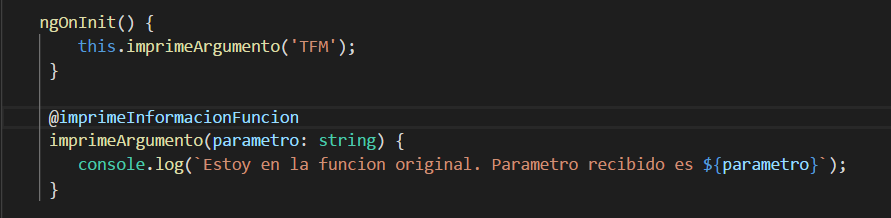 ngOnInit() {
this.imprimeArgumento('TFM');
}
@imprimeInformacionFuncion
imprimeArgumento(parametro: string) {
console.log(`Estoy en la funcion original. Parametro recibido es ${parametro}`);
}